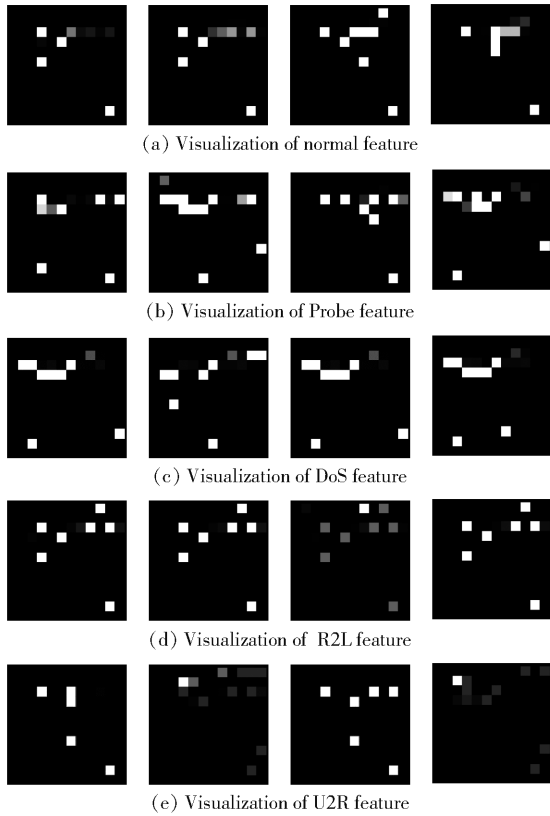 (a) Visualization of normal feature
(b) Visualization of Probe feature
(c) Visualization of DoS feature
(d) Visualization of R2L feature
(e) Visualization of U2R feature